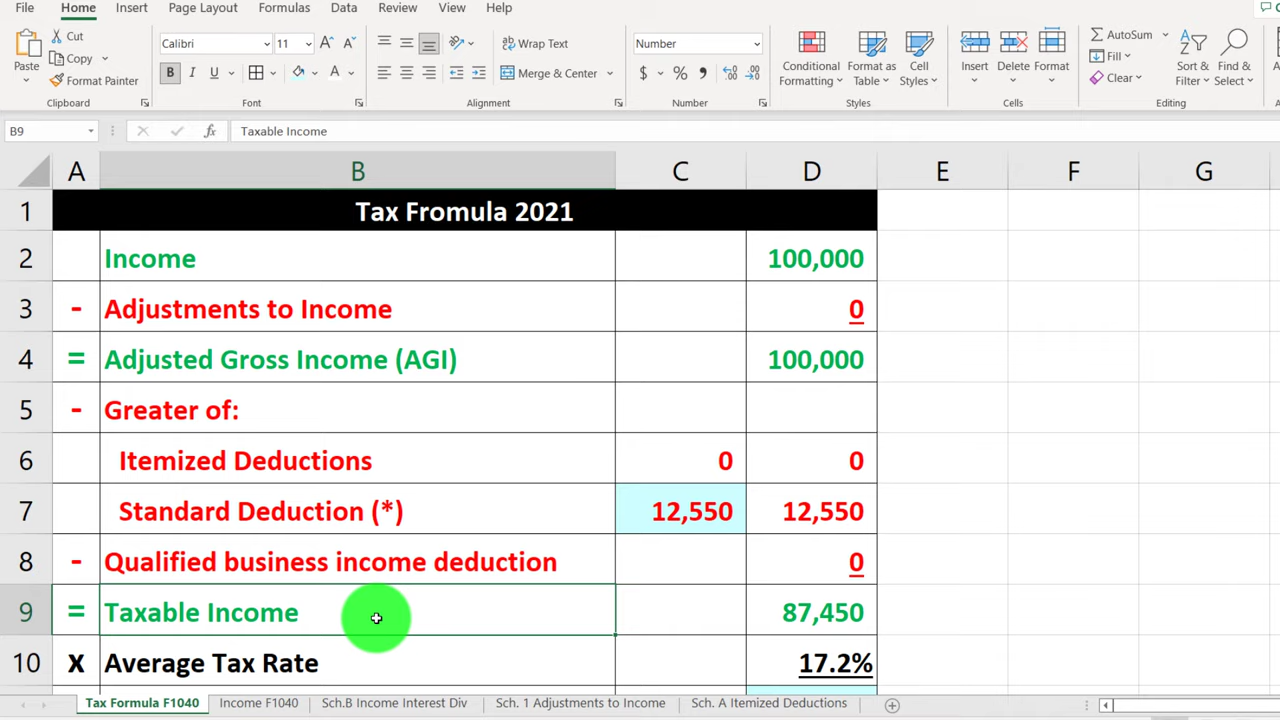 File Home Insert Page Layout Formulas Data Review View Help
Paste
Cut
Copy
Format Painter
Clipboard
Calibri 11
B I U
Font
Wrap Text
Merge & Center
Alignment
Number
$ % ,
Number
Conditional Formatting
Format as Table
Cell Styles
Styles
Insert Delete Format
Cells
AutoSum
Fill
Clear
Sort & Filter
Find & Select
Editing
B9 fx Taxable Income
A B C D E F G
1 Tax Fromula 2021
2 Income 100,000
3 - Adjustments to Income 0
4 = Adjusted Gross Income (AGI) 100,000
5 - Greater of:
6 Itemized Deductions 0 0
7 Standard Deduction (*) 12,550 12,550
8 - Qualified business income deduction 0
9 = Taxable Income 87,450
10 X Average Tax Rate 17.2%
Tax Formula F1040 Income F1040 Sch.B Income Interest Div Sch. 1 Adjustments to Income Sch. A Itemized Deductions